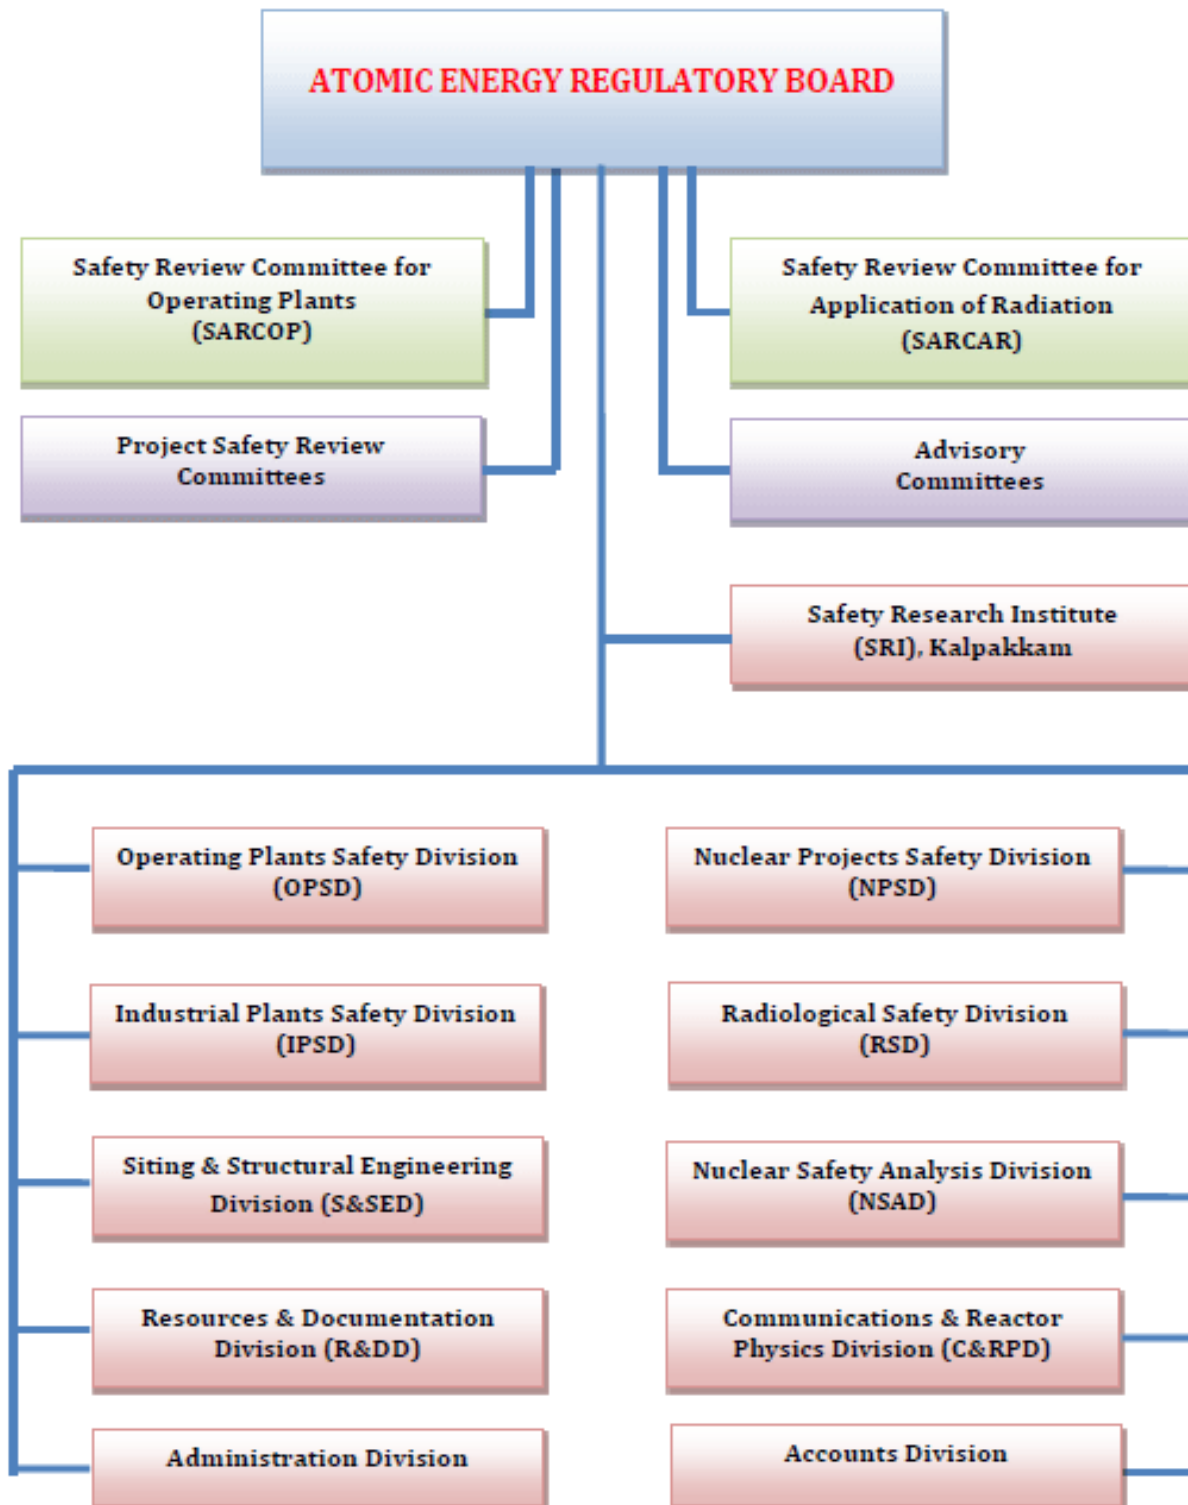 ATOMIC ENERGY REGULATORY BOARD
Safety Review Committee for
Operating Plants
(SARCOP)
Safety Review Committee for
Application of Radiation
(SARCAR)
Project Safety Review
Committees
Advisory
Committees
Safety Research Institute
(SRI), Kalpakkam
Operating Plants Safety Division
(OPSD)
Nuclear Projects Safety Division
(NPSD)
Industrial Plants Safety Division
(IPSD)
Radiological Safety Division
(RSD)
Siting & Structural Engineering
Division (S&SED)
Nuclear Safety Analysis Division
(NSAD)
Resources & Documentation
Division (R&DD)
Communications & Reactor
Physics Division (C&RPD)
Administration Division
Accounts Division